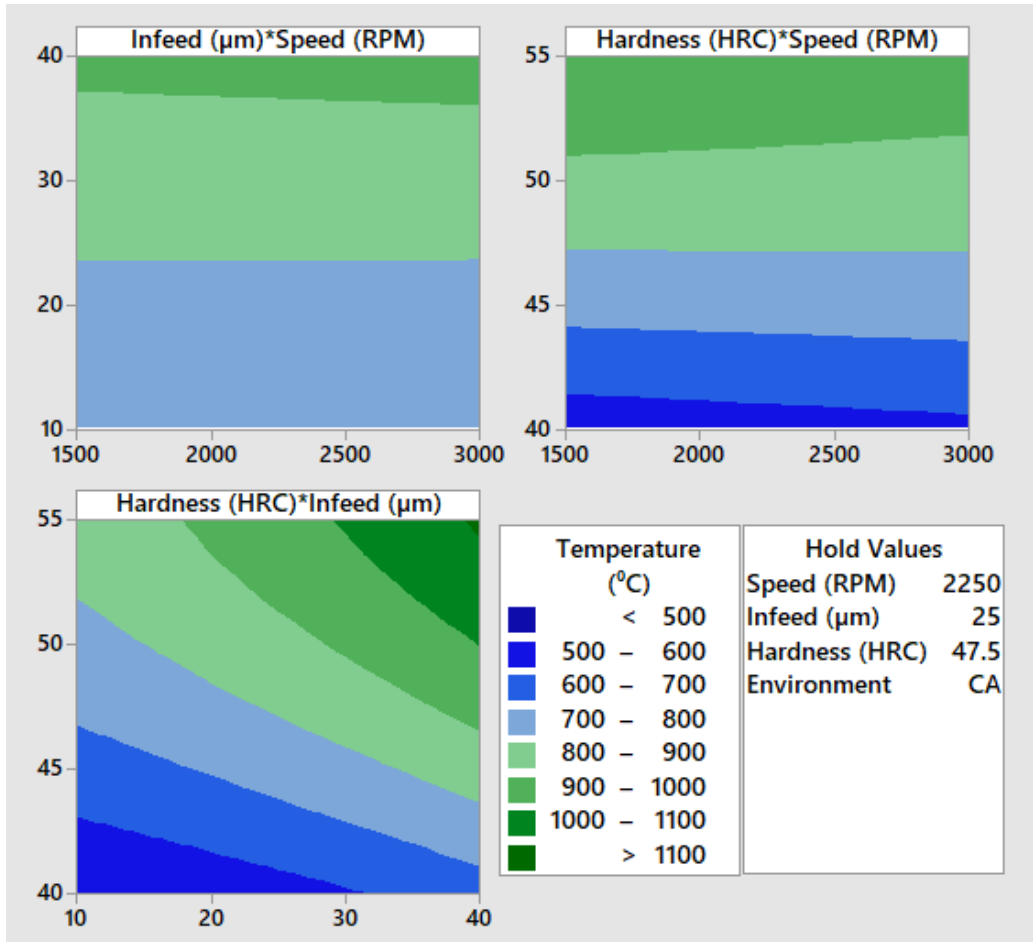 Infeed (µm)*Speed (RPM)
40
30
20
10
1500 2000 2500 3000
Hardness (HRC)*Speed (RPM)
55
50
45
40
1500 2000 2500 3000
Hardness (HRC)*Infeed (µm)
55
50
45
40
10 20 30 40
Temperature
(⁰C)
< 500
500 – 600
600 – 700
700 – 800
800 – 900
900 – 1000
1000 – 1100
> 1100
Hold Values
Speed (RPM) 2250
Infeed (µm) 25
Hardness (HRC) 47.5
Environment CA